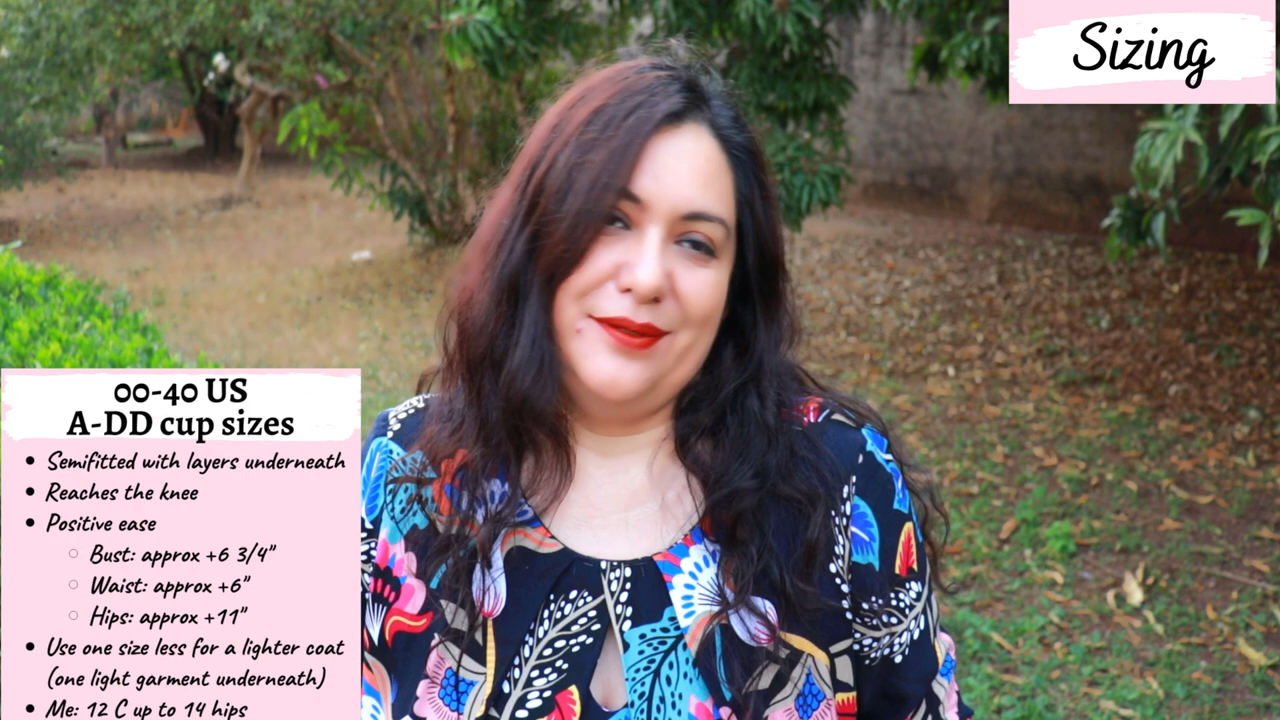 Sizing
00-40 US
A-DD cup sizes
• Semifitted with layers underneath
• Reaches the knee
• Positive ease
○ Bust: approx +6 3/4"
○ Waist: approx +6"
○ Hips: approx +11"
• Use one size less for a lighter coat
(one light garment underneath)
• Me: 12 C up to 14 hips